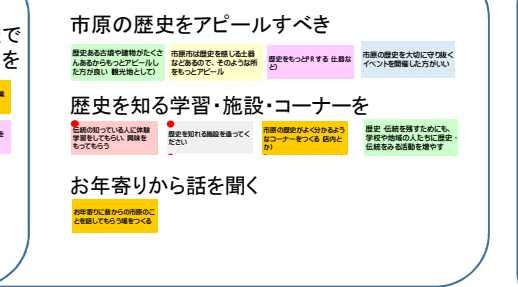 で
を
業
を
市原の歴史をアピールすべき
歴史ある古墳や建物がたくさ
んあるからもっとアピールし
た方が良い 観光地として)
市原市は歴史を感じる土器
などあるので、そのような所
をもっとアピール
歴史をもっとPRする 仕器な
ど)
市原の歴史を大切に守り抜く
イベントを開催した方がいい
歴史を知る学習・施設・コーナーを
伝統の知っている人に体験
学習をしてもらい、興味を
もってもらう
歴史を知れる施設を造ってく
ださい
市原の歴史がよく分かるよう
なコーナーをつくる 店内と
か)
歴史・伝統を残すためにも、
学校や地域の人たちに歴史・
伝統をみる活動を増やす
お年寄りから話を聞く
お年寄りに昔からの市原のこ
とを話してもらう場をつくる